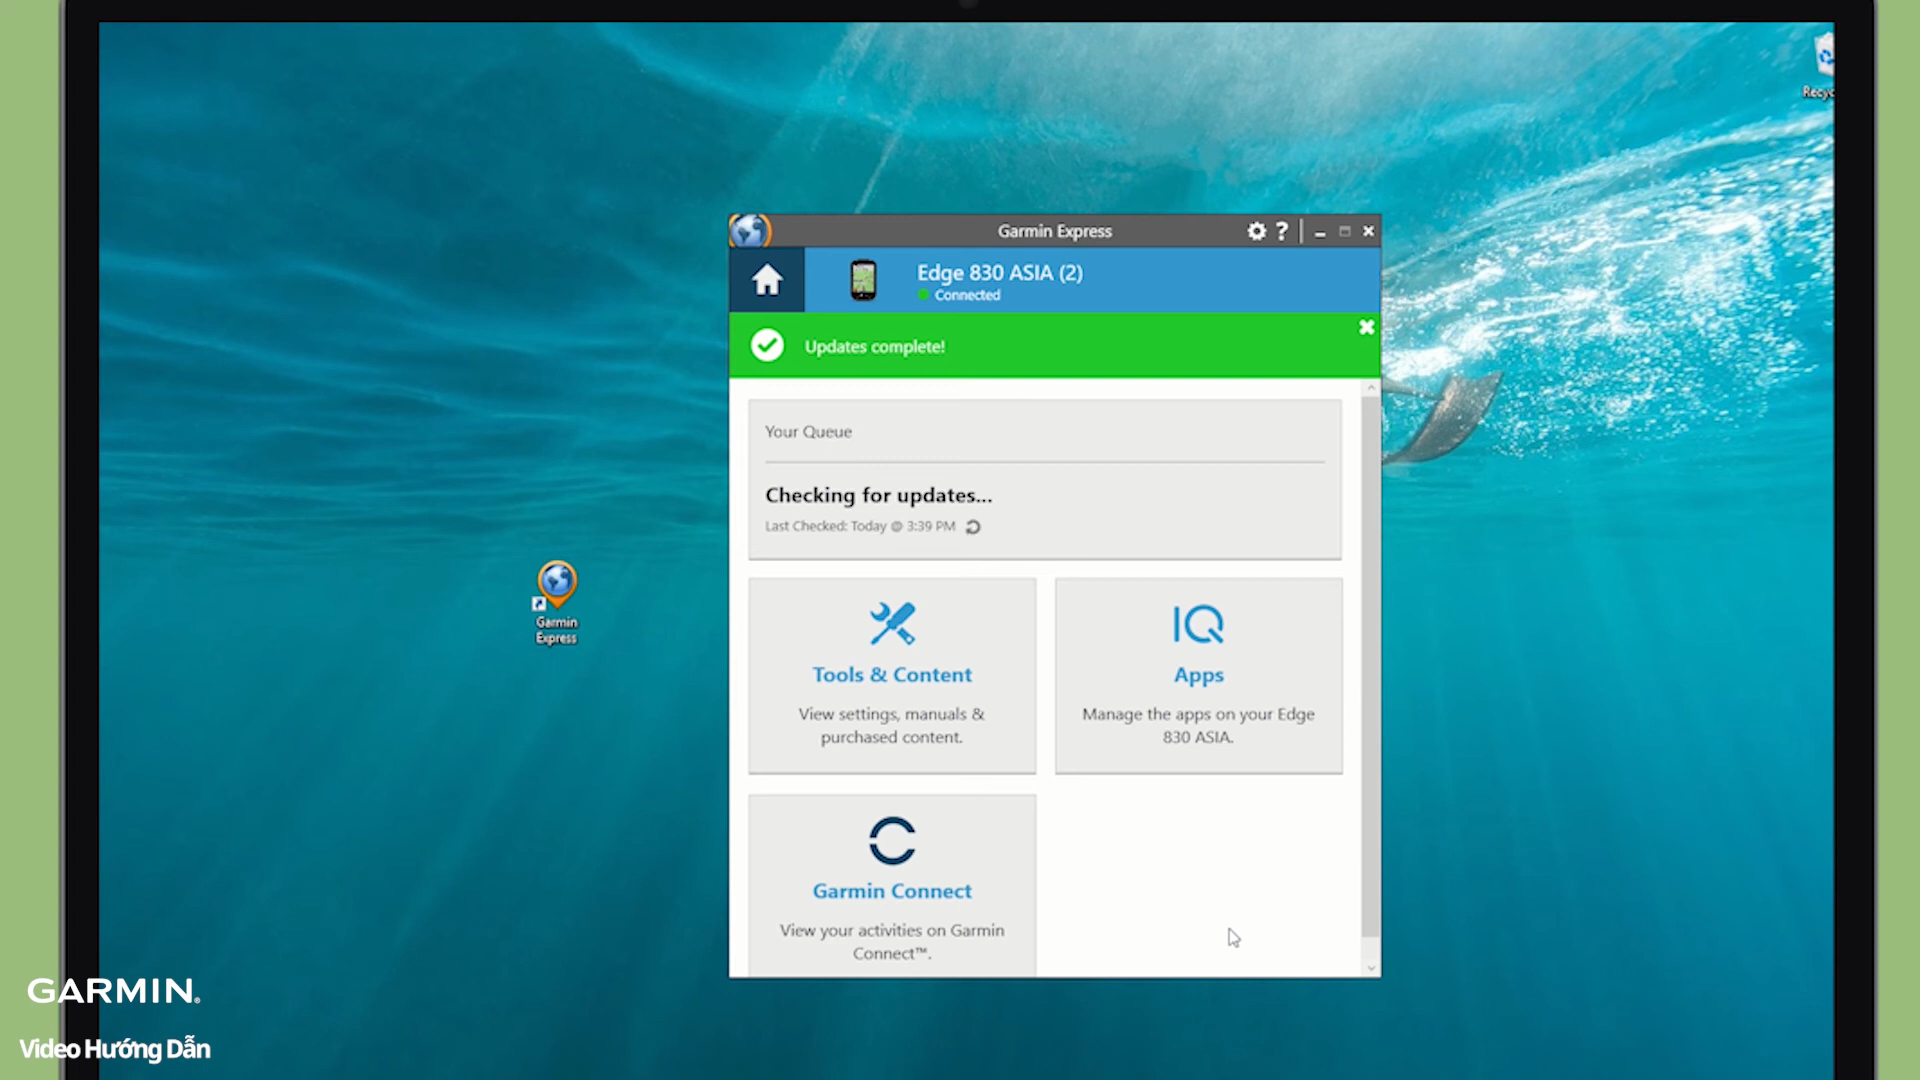 Recyc
Garmin Express
Edge 830 ASIA (2)
Connected
Updates complete!
Your Queue
Checking for updates...
Last Checked: Today @ 3:39 PM
Tools & Content
View settings, manuals &
purchased content.
IQ
Apps
Manage the apps on your Edge
830 ASIA.
Garmin Connect
View your activities on Garmin
Connect™.
Garmin
Express
GARMIN®
Video Hướng Dẫn